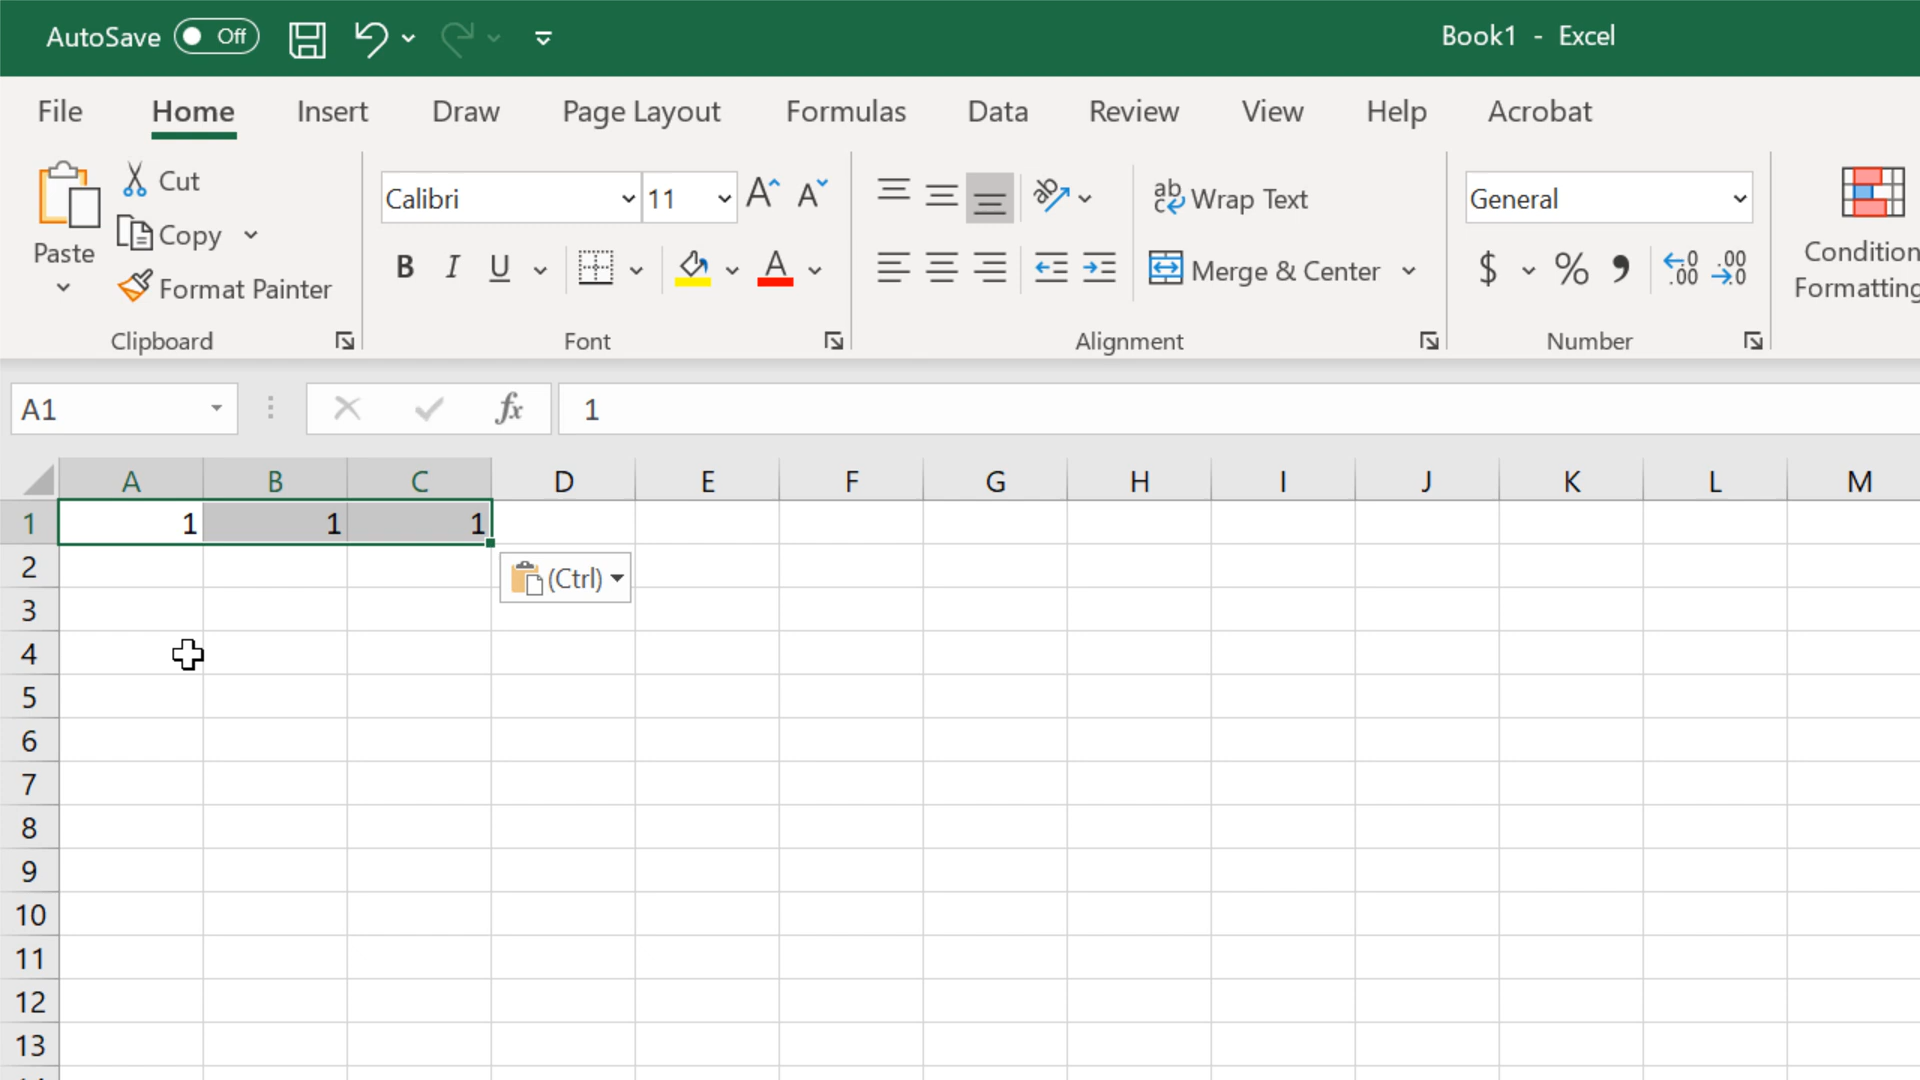 AutoSave Off
Book1 - Excel
File Home Insert Draw Page Layout Formulas Data Review View Help Acrobat
Paste
Cut
Copy
Format Painter
Clipboard
Calibri 11
B I U
Font
Wrap Text
Merge & Center
Alignment
General
$ % 9
Number
Condition
Formatting
A1 fx 1
A B C D E F G H I J K L M
1 1 1 1
2 (Ctrl)
3
4
5
6
7
8
9
10
11
12
13